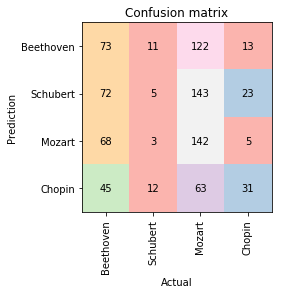 Confusion matrix
Prediction
Beethoven 73 11 122 13
Schubert 72 5 143 23
Mozart 68 3 142 5
Chopin 45 12 63 31
Beethoven Schubert Mozart Chopin
Actual